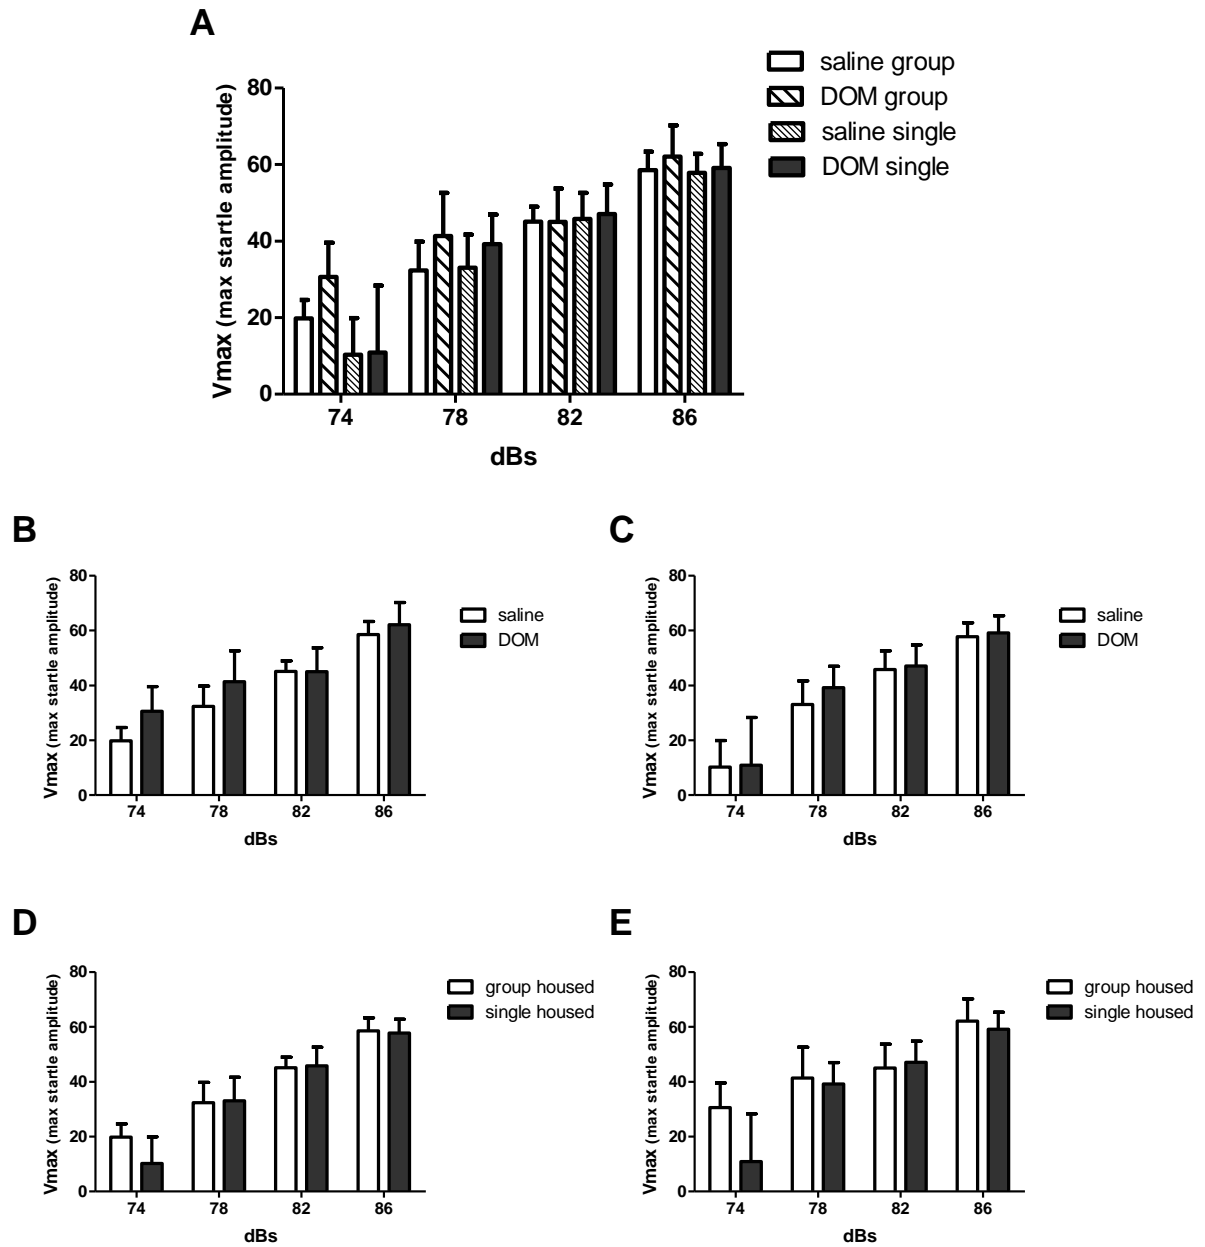 A
saline group
DOM group
saline single
DOM single
Vmax (max startle amplitude)
80
60
40
20
0
74 78 82 86
dBs
B
Vmax (max startle amplitude)
80
60
40
20
0
74 78 82 86
dBs
saline
DOM
C
Vmax (max startle amplitude)
80
60
40
20
0
74 78 82 86
dBs
saline
DOM
D
Vmax (max startle amplitude)
80
60
40
20
0
74 78 82 86
dBs
group housed
single housed
E
Vmax (max startle amplitude)
80
60
40
20
0
74 78 82 86
dBs
group housed
single housed